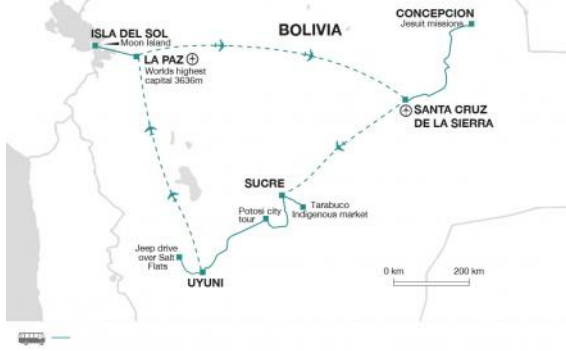 CONCEPCION
Jesuit missions
BOLIVIA
ISLA DEL SOL
Moon Island
LA PAZ
Worlds highest
capital 3636m
SANTA CRUZ
DE LA SIERRA
SUCRE
Tarabuco
Indigenous market
Potosi city
tour
Jeep drive
over Salt
Flats
UYUNI
0 km
200 km